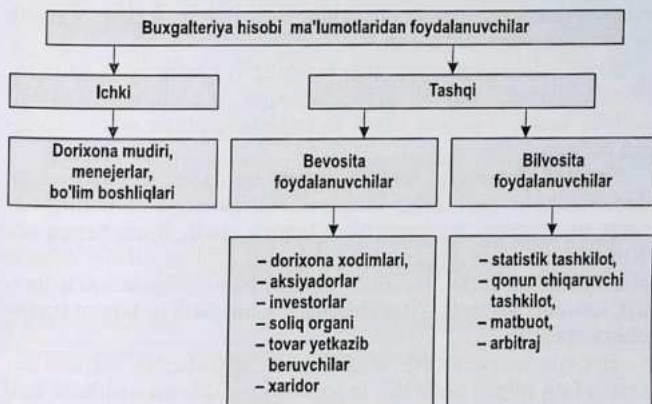 Buxgalteriya hisobi ma'lumotlaridan foydalanuvchilar
Ichki
Tashqi
Dorixona mudiri,
menejerlar,
bo'lim boshliqlari
Bevosita
foydalanuvchilar
Bilvosita
foydalanuvchilar
– dorixona xodimlari,
– aksiyadorlar
– investorlar
– soliq organi
– tovar yetkazib
beruvchilar
– xaridor
– statistik tashkilot,
– qonun chiqaruvchi
tashkilot,
– matbuot,
– arbitraj